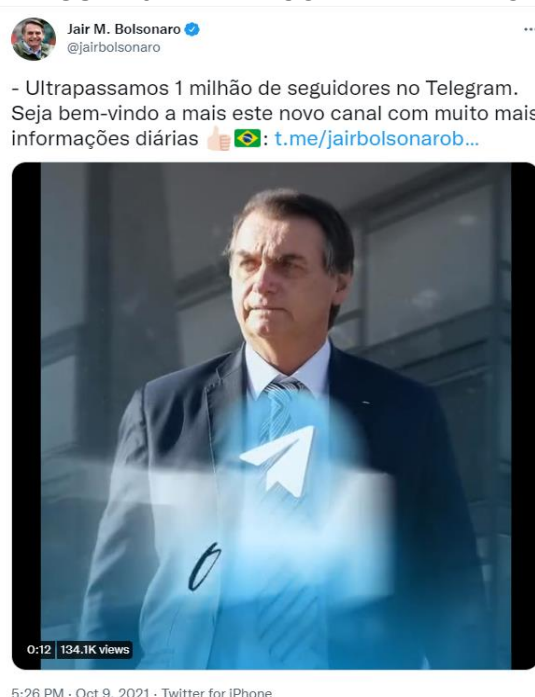 Jair M. Bolsonaro
@jairbolsonaro
- Ultrapassamos 1 milhão de seguidores no Telegram.
Seja bem-vindo a mais este novo canal com muito mais
informações diárias 👍🏻🇧🇷: t.me/jairbolsonarob...
0:12 134.1K views
5:26 PM · Oct 9, 2021 · Twitter for iPhone